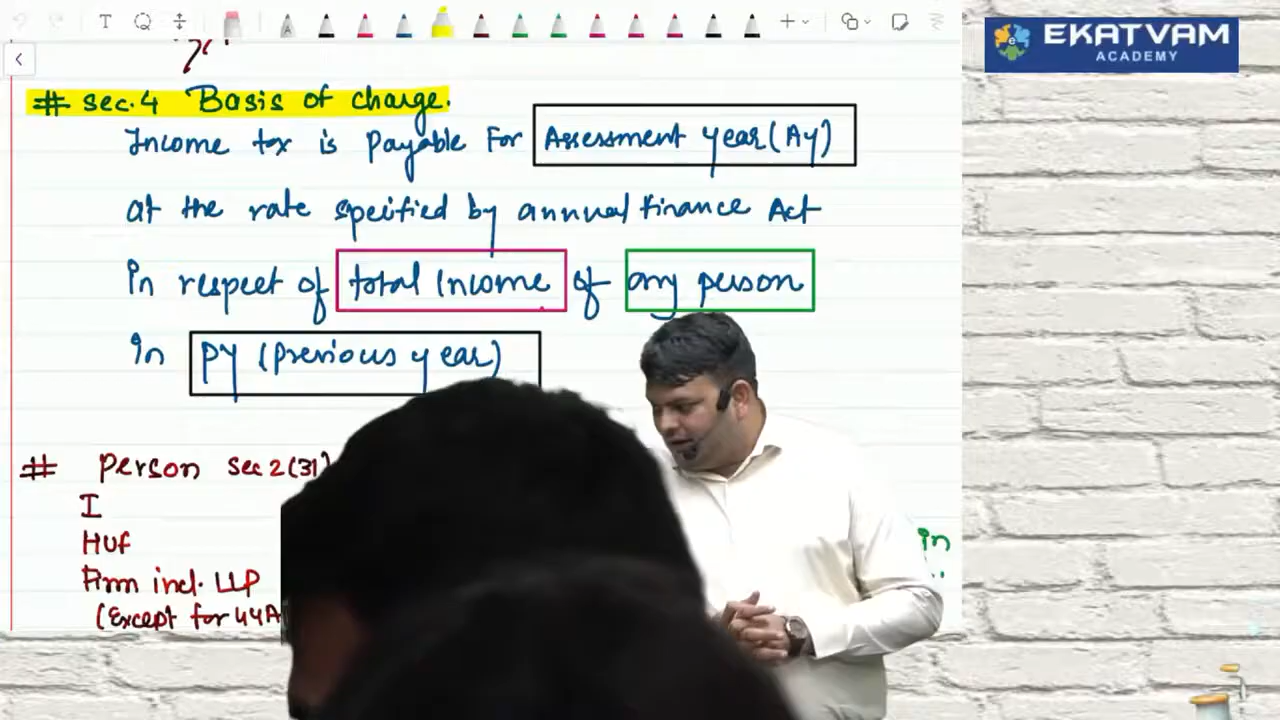 EKATVAM
ACADEMY
# sec.4 Basis of charge.
Income tax is payable for Assessment year (Ay)
at the rate specified by annual finance Act
In respect of total Income of any person
In PY (Previous year)
# Person sec 2(31)
I
HUf
Firm incl. LLP
(Except for 44A
in